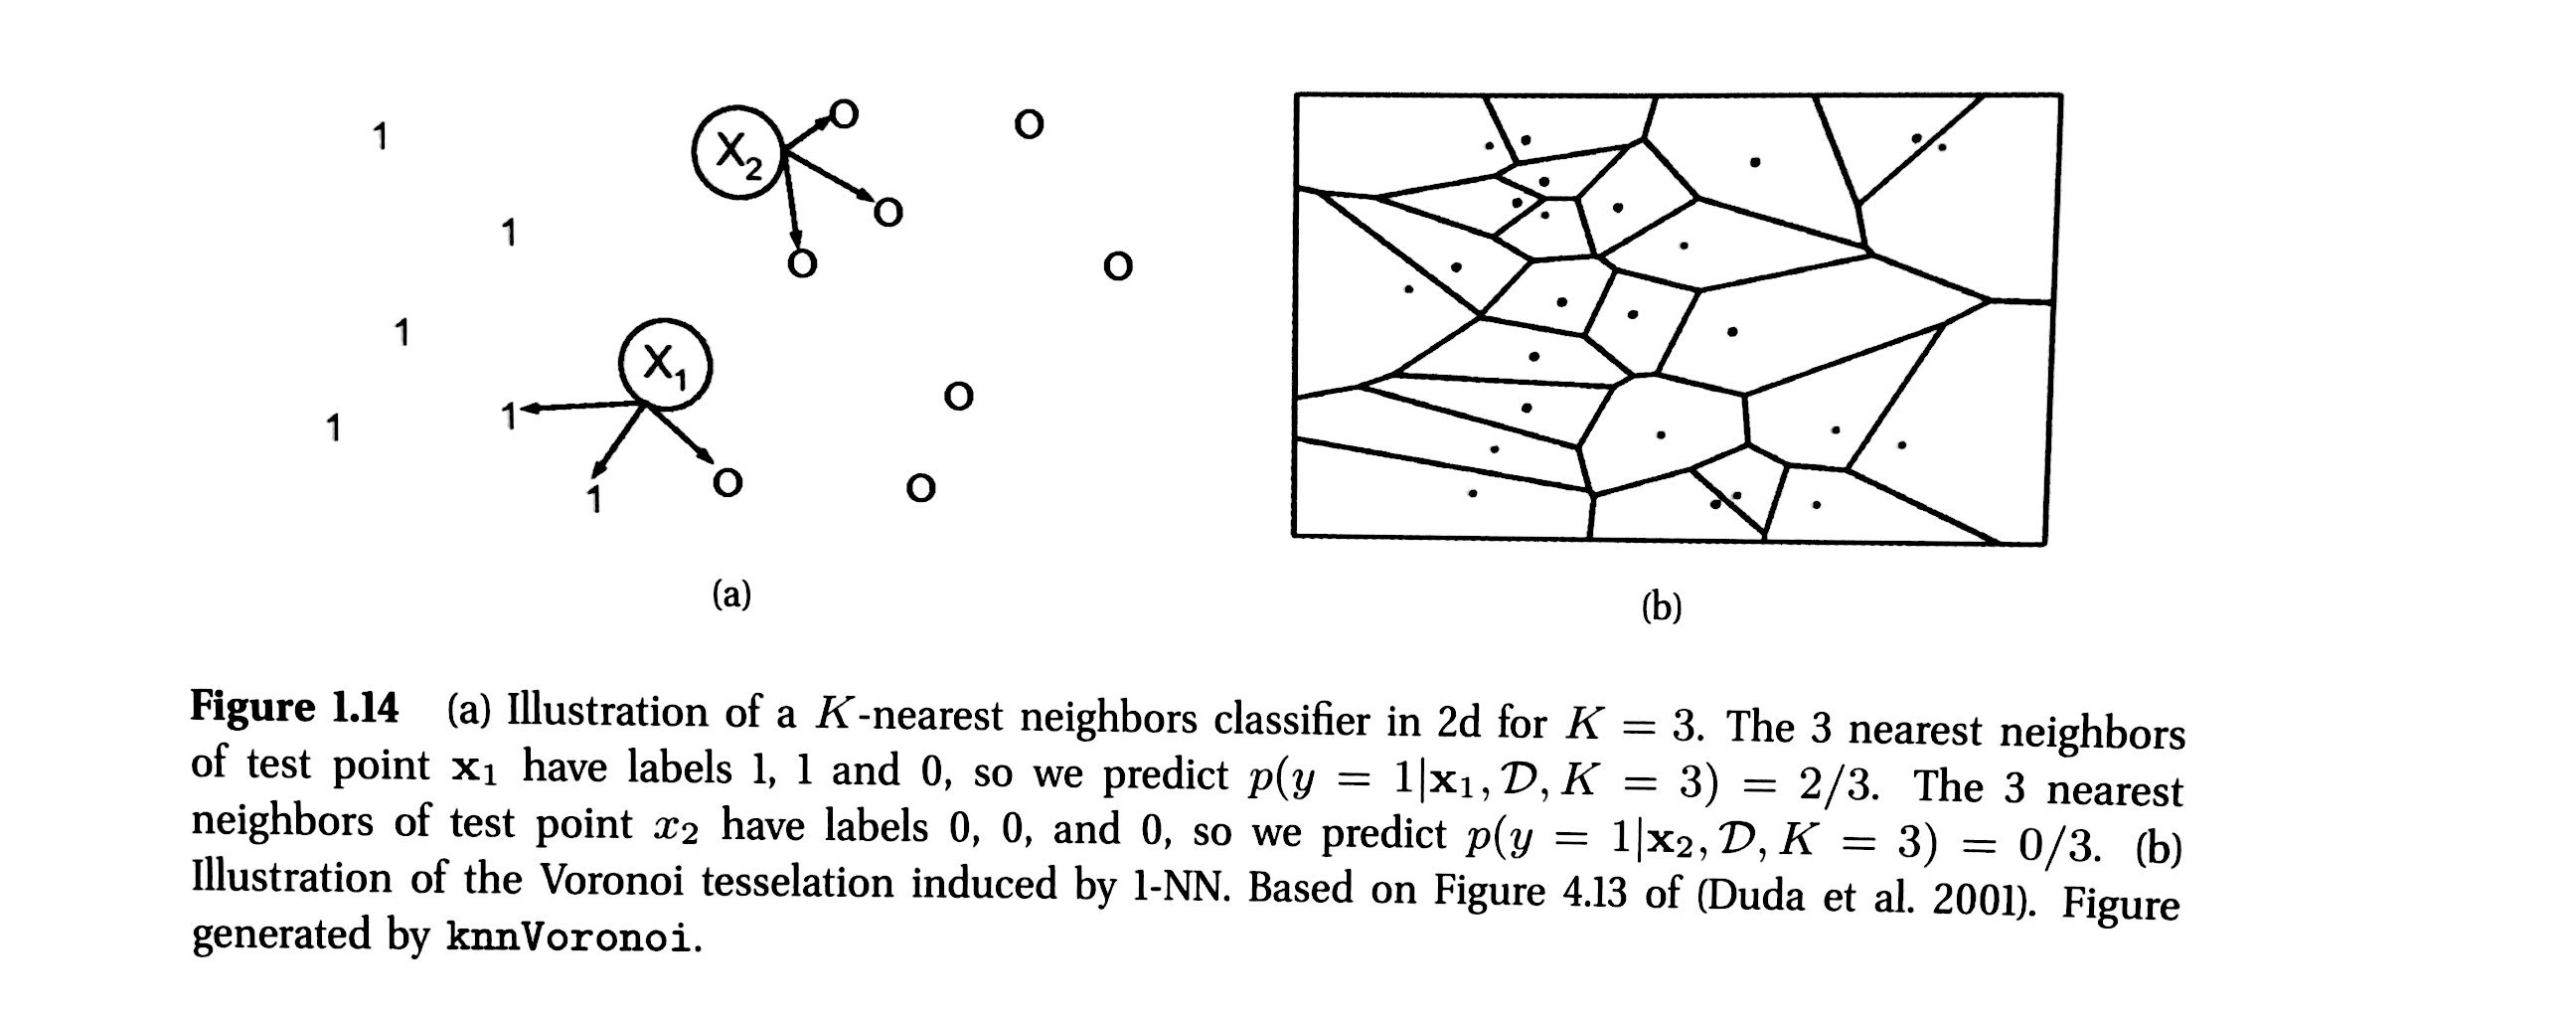 1
X₂
O
O
1
O
O
O
1
X₁
O
1
1
O
1
O
(a)
(b)
Figure 1.14 (a) Illustration of a K-nearest neighbors classifier in 2d for K = 3. The 3 nearest neighbors
of test point x₁ have labels 1, 1 and 0, so we predict p(y = 1|x₁, 𝒟, K = 3) = 2/3. The 3 nearest
neighbors of test point x₂ have labels 0, 0, and 0, so we predict p(y = 1|x₂, 𝒟, K = 3) = 0/3. (b)
Illustration of the Voronoi tesselation induced by 1-NN. Based on Figure 4.13 of (Duda et al. 2001). Figure
generated by knnVoronoi.